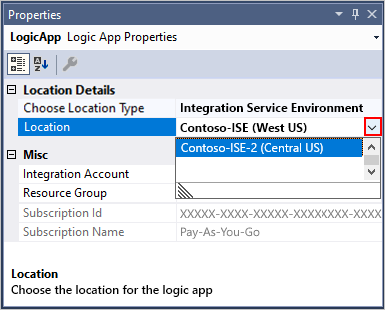 Properties
LogicApp Logic App Properties
Location Details
Choose Location Type Integration Service Environment
Location Contoso-ISE (West US)
Contoso-ISE-2 (Central US)
Misc
Integration Account
Resource Group
Subscription Id XXXXX-XXXX-XXXXXXXX-XXXX
Subscription Name Pay-As-You-Go
Location
Choose the location for the logic app